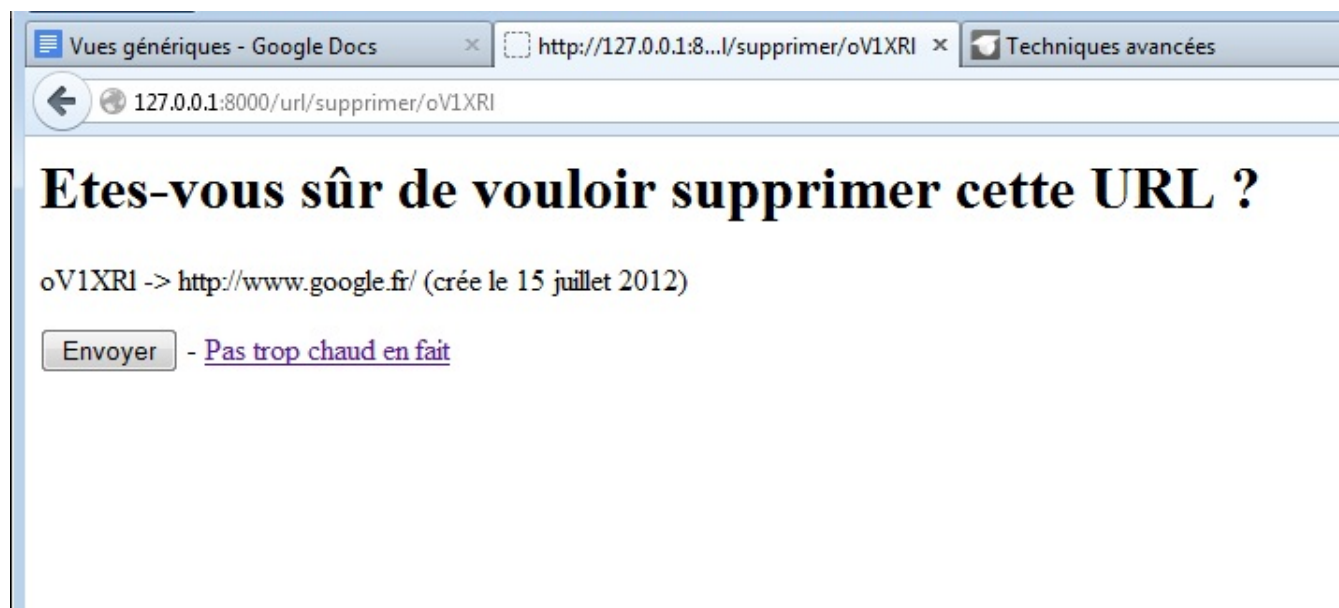 Vues génériques - Google Docs
http://127.0.0.1:8...l/supprimer/oV1XRl
Techniques avancées
127.0.0.1:8000/url/supprimer/oV1XRl
Etes-vous sûr de vouloir supprimer cette URL ?
oV1XRl -> http://www.google.fr/ (crée le 15 juillet 2012)
Envoyer - Pas trop chaud en fait